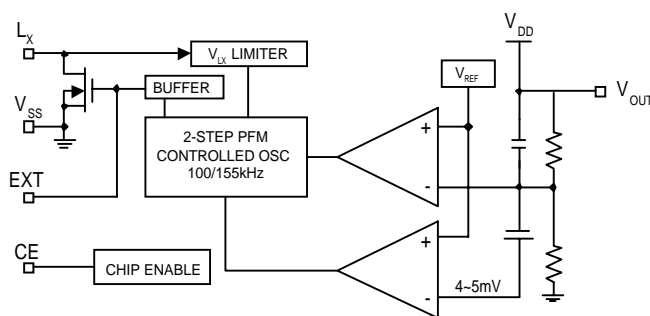 LX
VLX LIMITER
VDD
BUFFER
VREF
VOUT
VSS
2-STEP PFM
CONTROLLED OSC
100/155kHz
+
-
EXT
+
CE
CHIP ENABLE
4~5mV
-